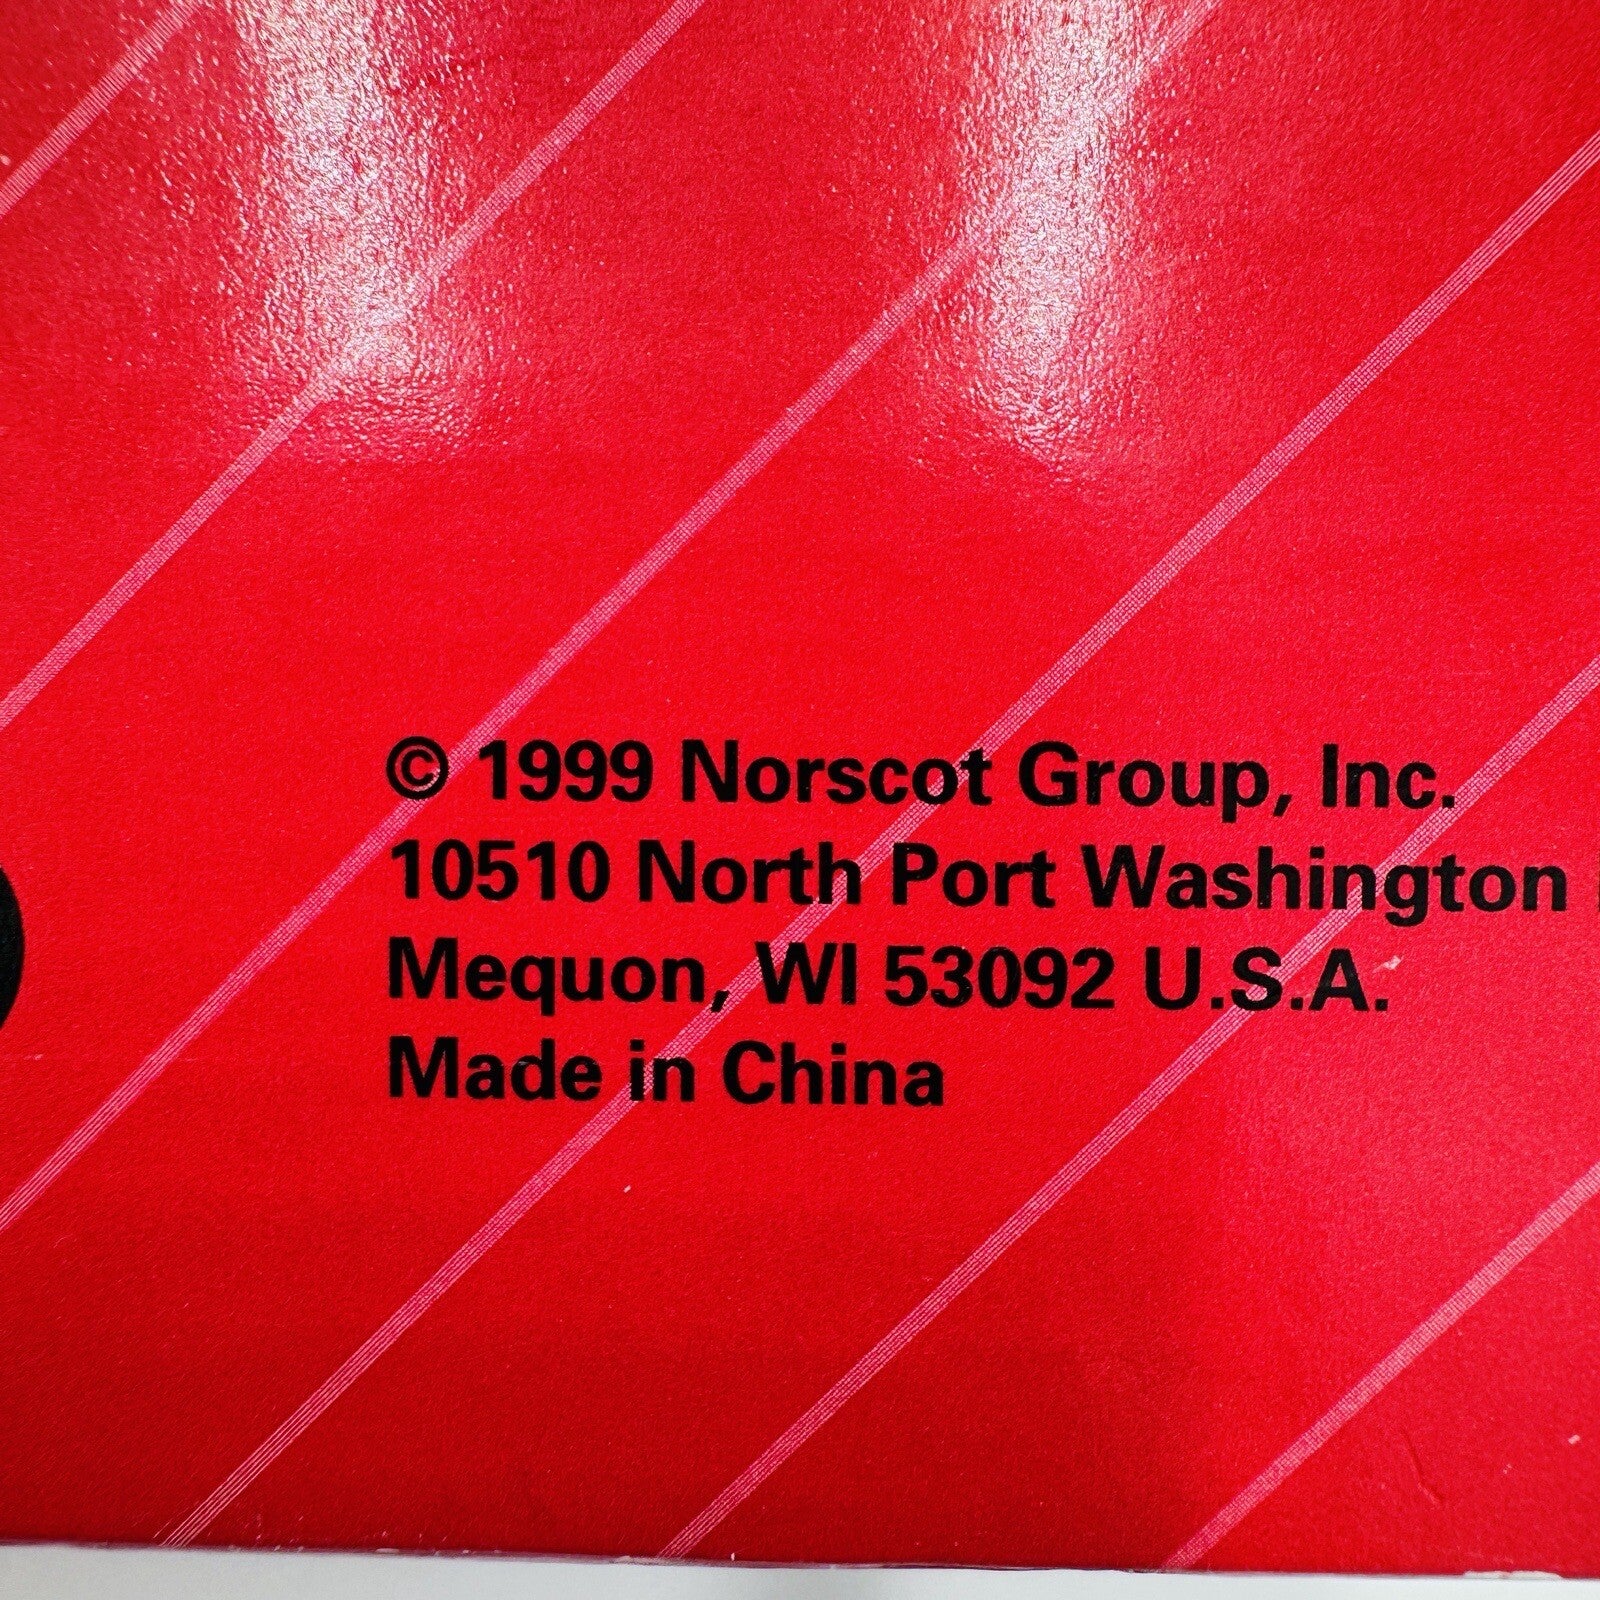 © 1999 Norscot Group, Inc.
10510 North Port Washington
Mequon, WI 53092 U.S.A.
Made in China